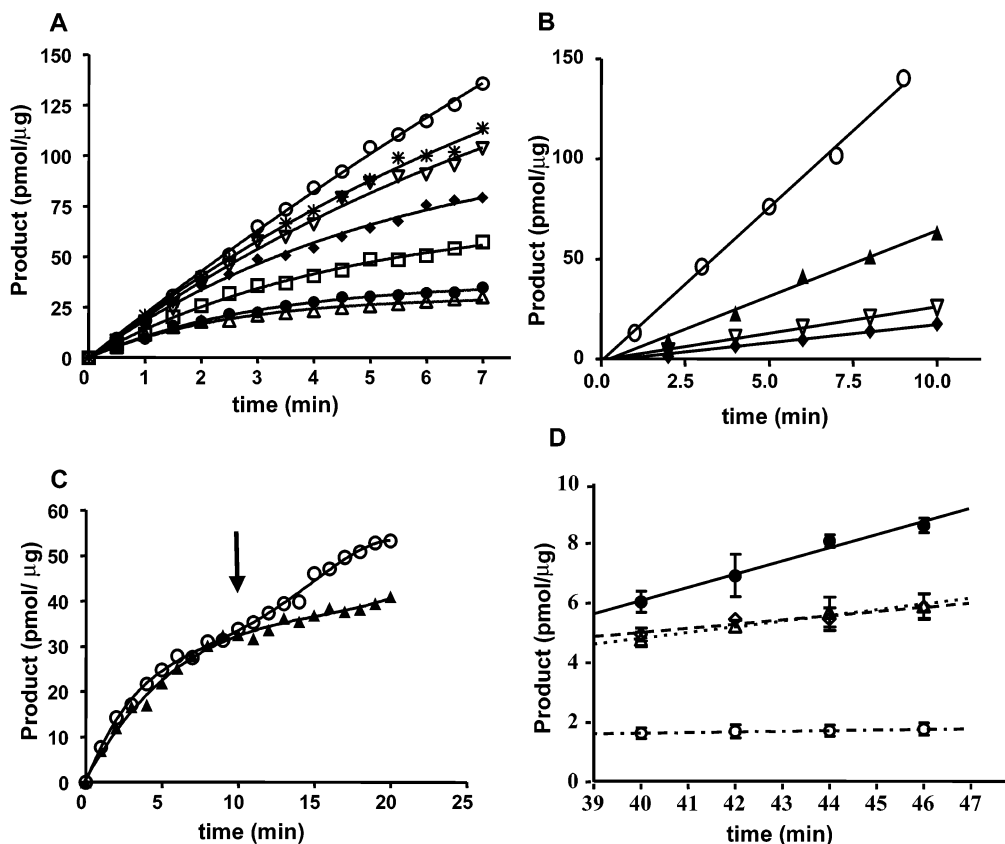 A
Product (pmol/µg)
150
125
100
75
50
25
0
0 1 2 3 4 5 6 7
time (min)
B
Product (pmol/µg)
150
100
50
0
0.0 2.5 5.0 7.5 10.0
time (min)
C
Product (pmol/ µg)
60
50
40
30
20
10
0
0 5 10 15 20 25
time (min)
D
Product (pmol/µg)
10
8
6
4
2
0
39 40 41 42 43 44 45 46 47
time (min)